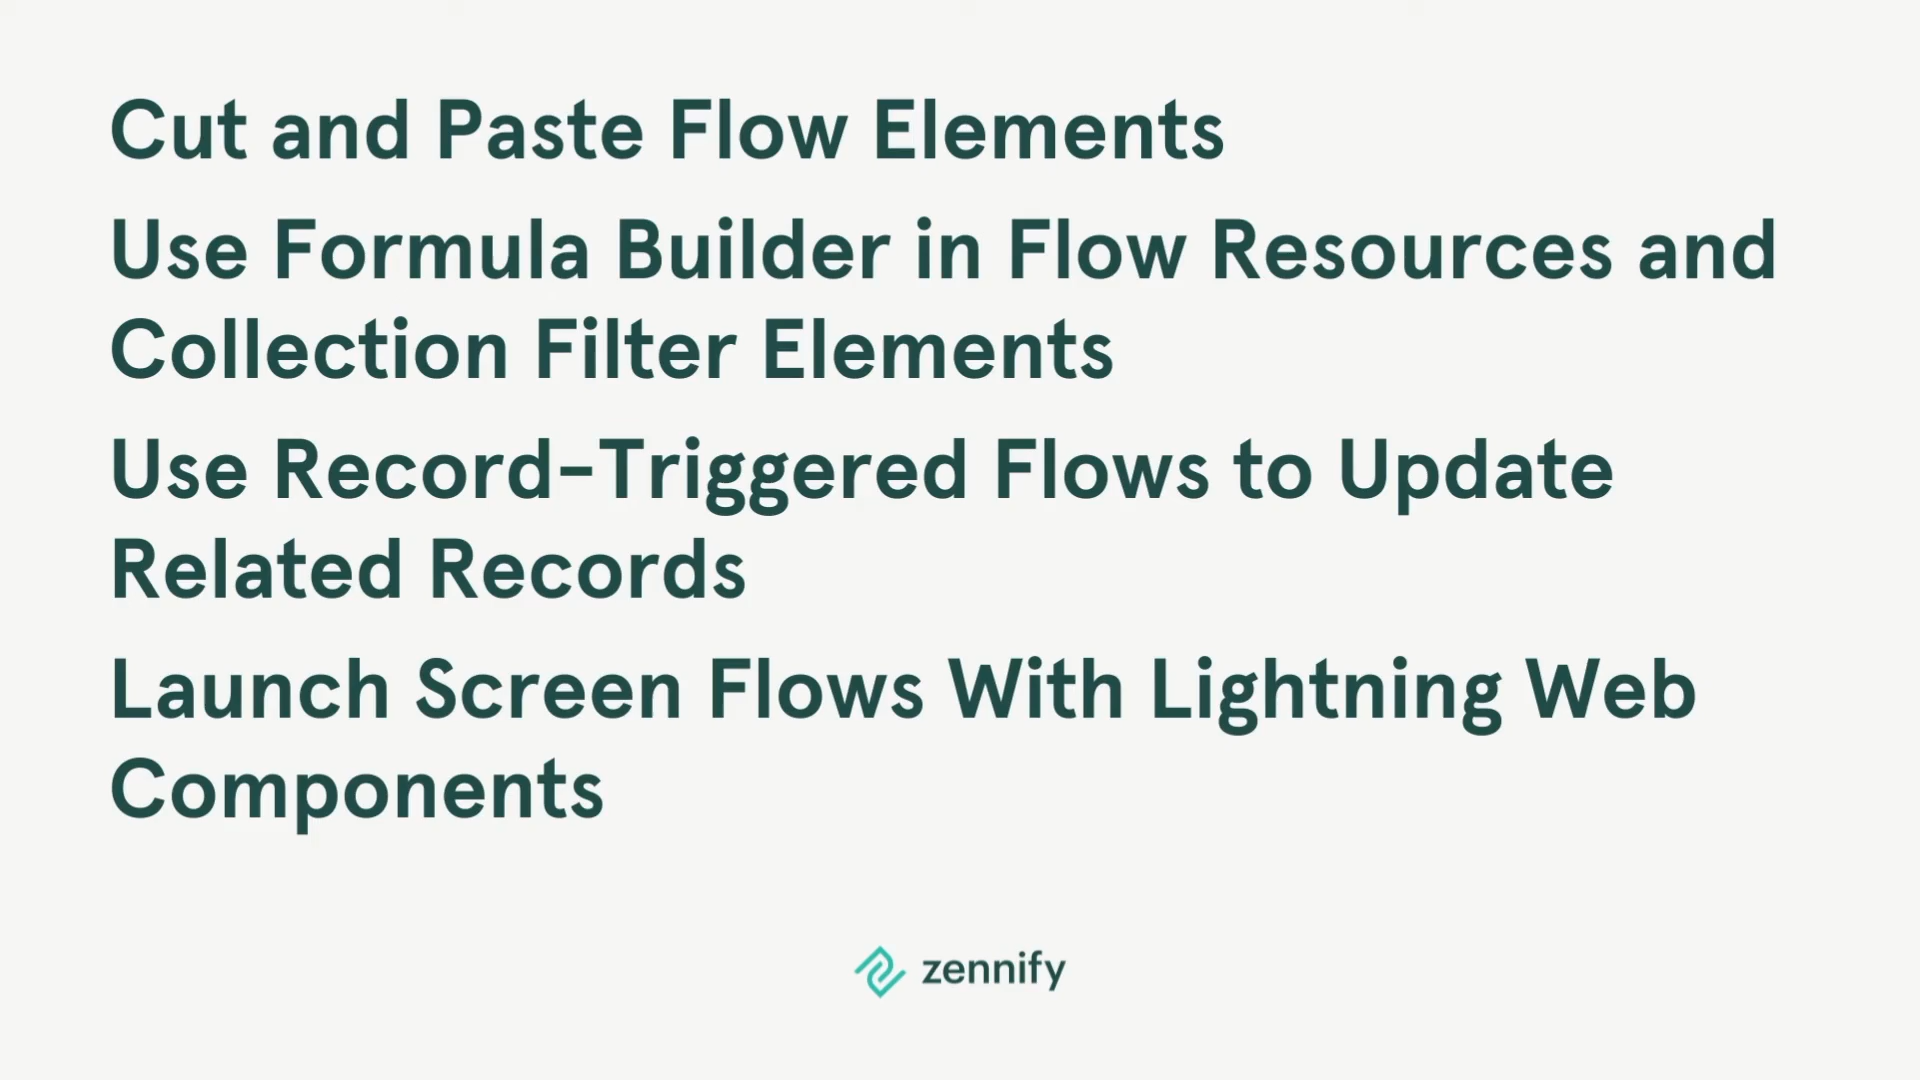 Cut and Paste Flow Elements
Use Formula Builder in Flow Resources and
Collection Filter Elements
Use Record-Triggered Flows to Update
Related Records
Launch Screen Flows With Lightning Web
Components
zennify